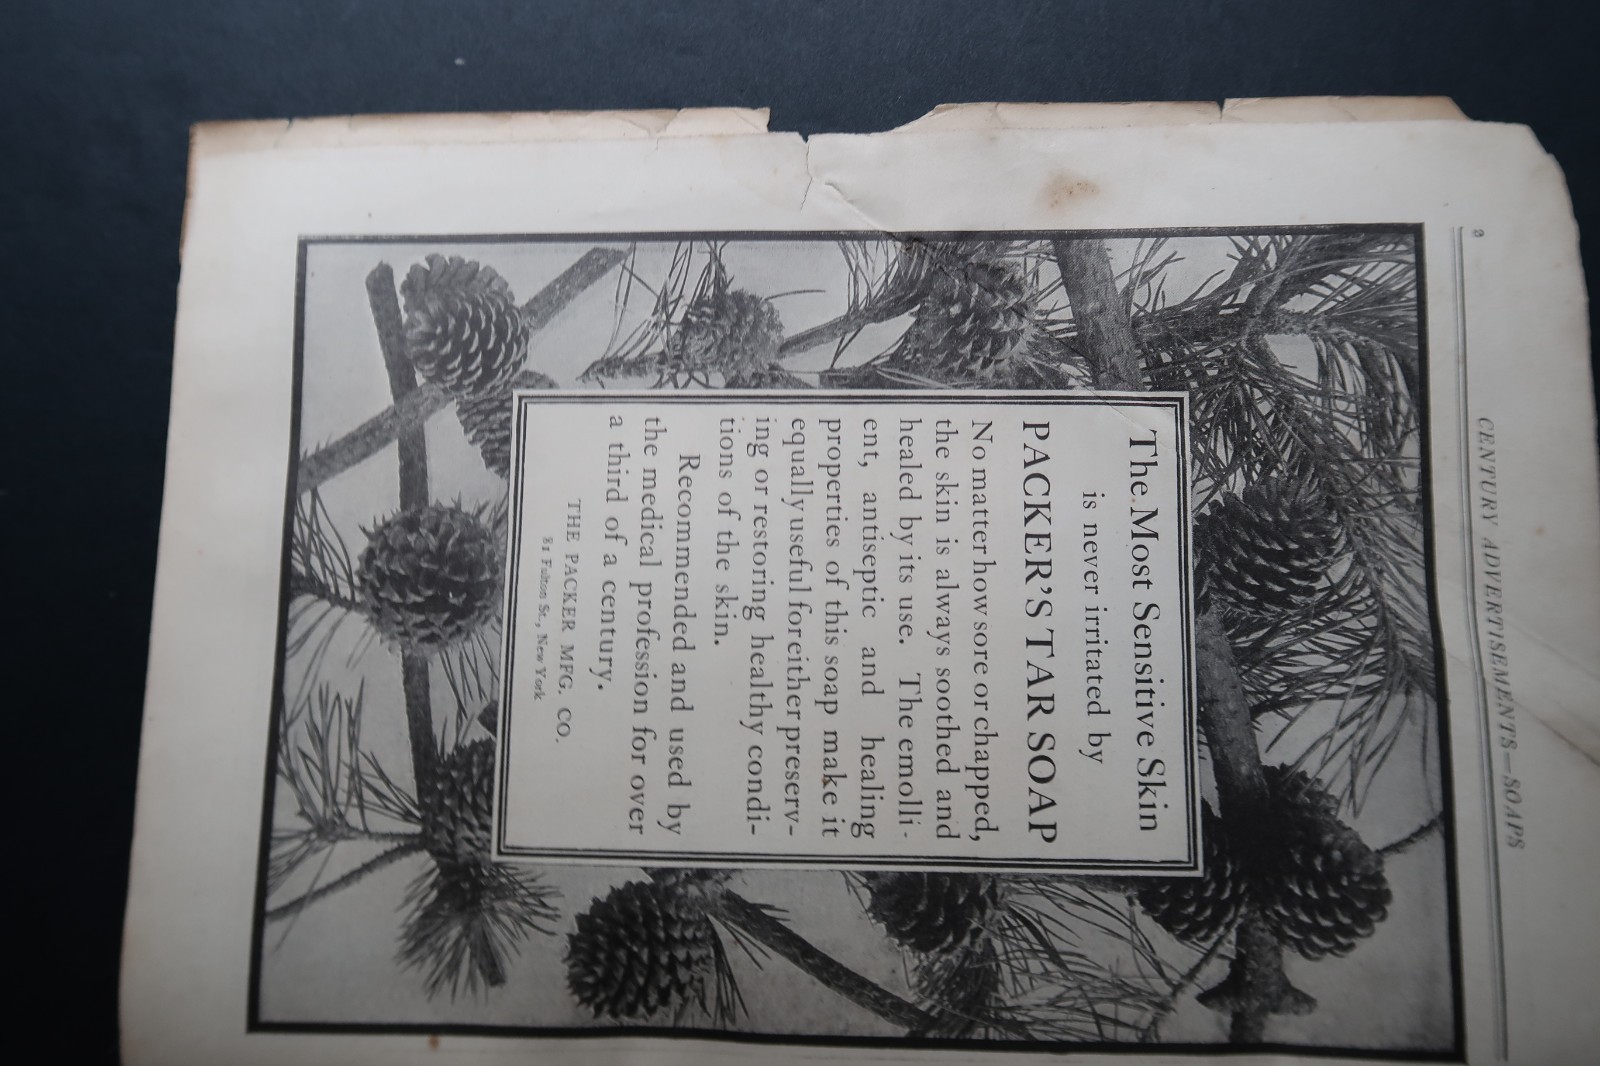 CENTURY ADVERTISEMENTS—SOAPS
The Most Sensitive Skin
is never irritated by
PACKER'S TAR SOAP
No matter how sore or chapped,
the skin is always soothed and
healed by its use. The emolli-
ent, antiseptic and healing
properties of this soap make it
equally useful for either preserv-
ing or restoring healthy condi-
tions of the skin.
Recommended and used by
the medical profession for over
a third of a century.
THE PACKER MFG. CO.
81 Fulton St., New York